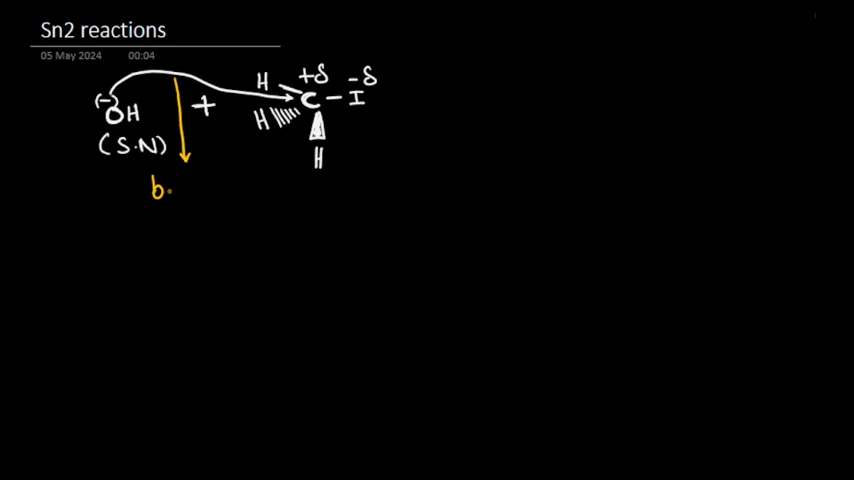 Sn2 reactions
05 May 2024 00:04
H +δ -δ
(-) OH + H C - I
(S.N) H
b.